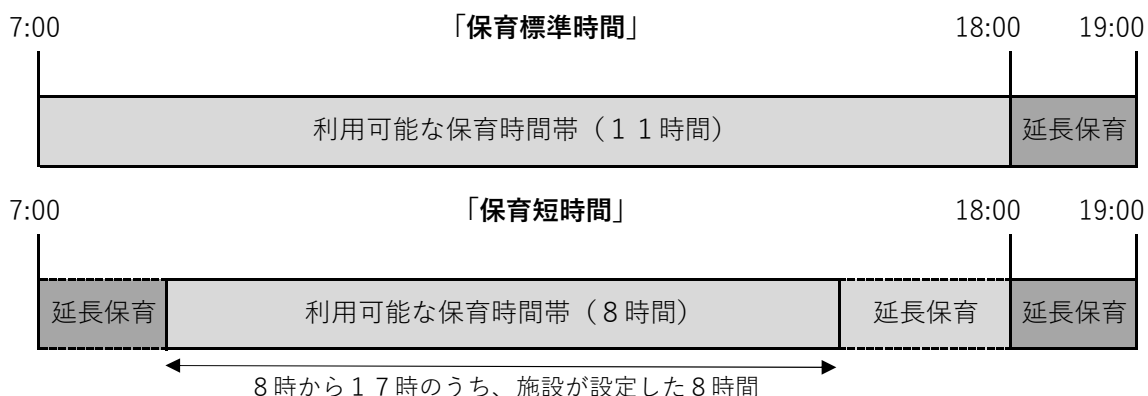 7:00 「保育標準時間」 18:00 19:00
利用可能な保育時間帯（１１時間） 延長保育
7:00 「保育短時間」 18:00 19:00
延長保育 利用可能な保育時間帯（８時間） 延長保育 延長保育
８時から１７時のうち、施設が設定した８時間